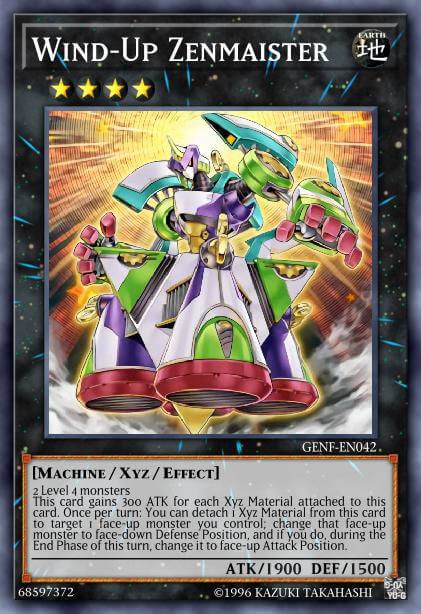 WIND-UP ZENMAISTER
EARTH
地
GENF-EN042
[MACHINE / XYZ / EFFECT]
2 Level 4 monsters
This card gains 300 ATK for each Xyz Material attached to this
card. Once per turn: You can detach 1 Xyz Material from this card
to target 1 face-up monster you control; change that face-up
monster to face-down Defense Position, and if you do, during the
End Phase of this turn, change it to face-up Attack Position.
ATK/1900 DEF/1500
68597372
©1996 KAZUKI TAKAHASHI